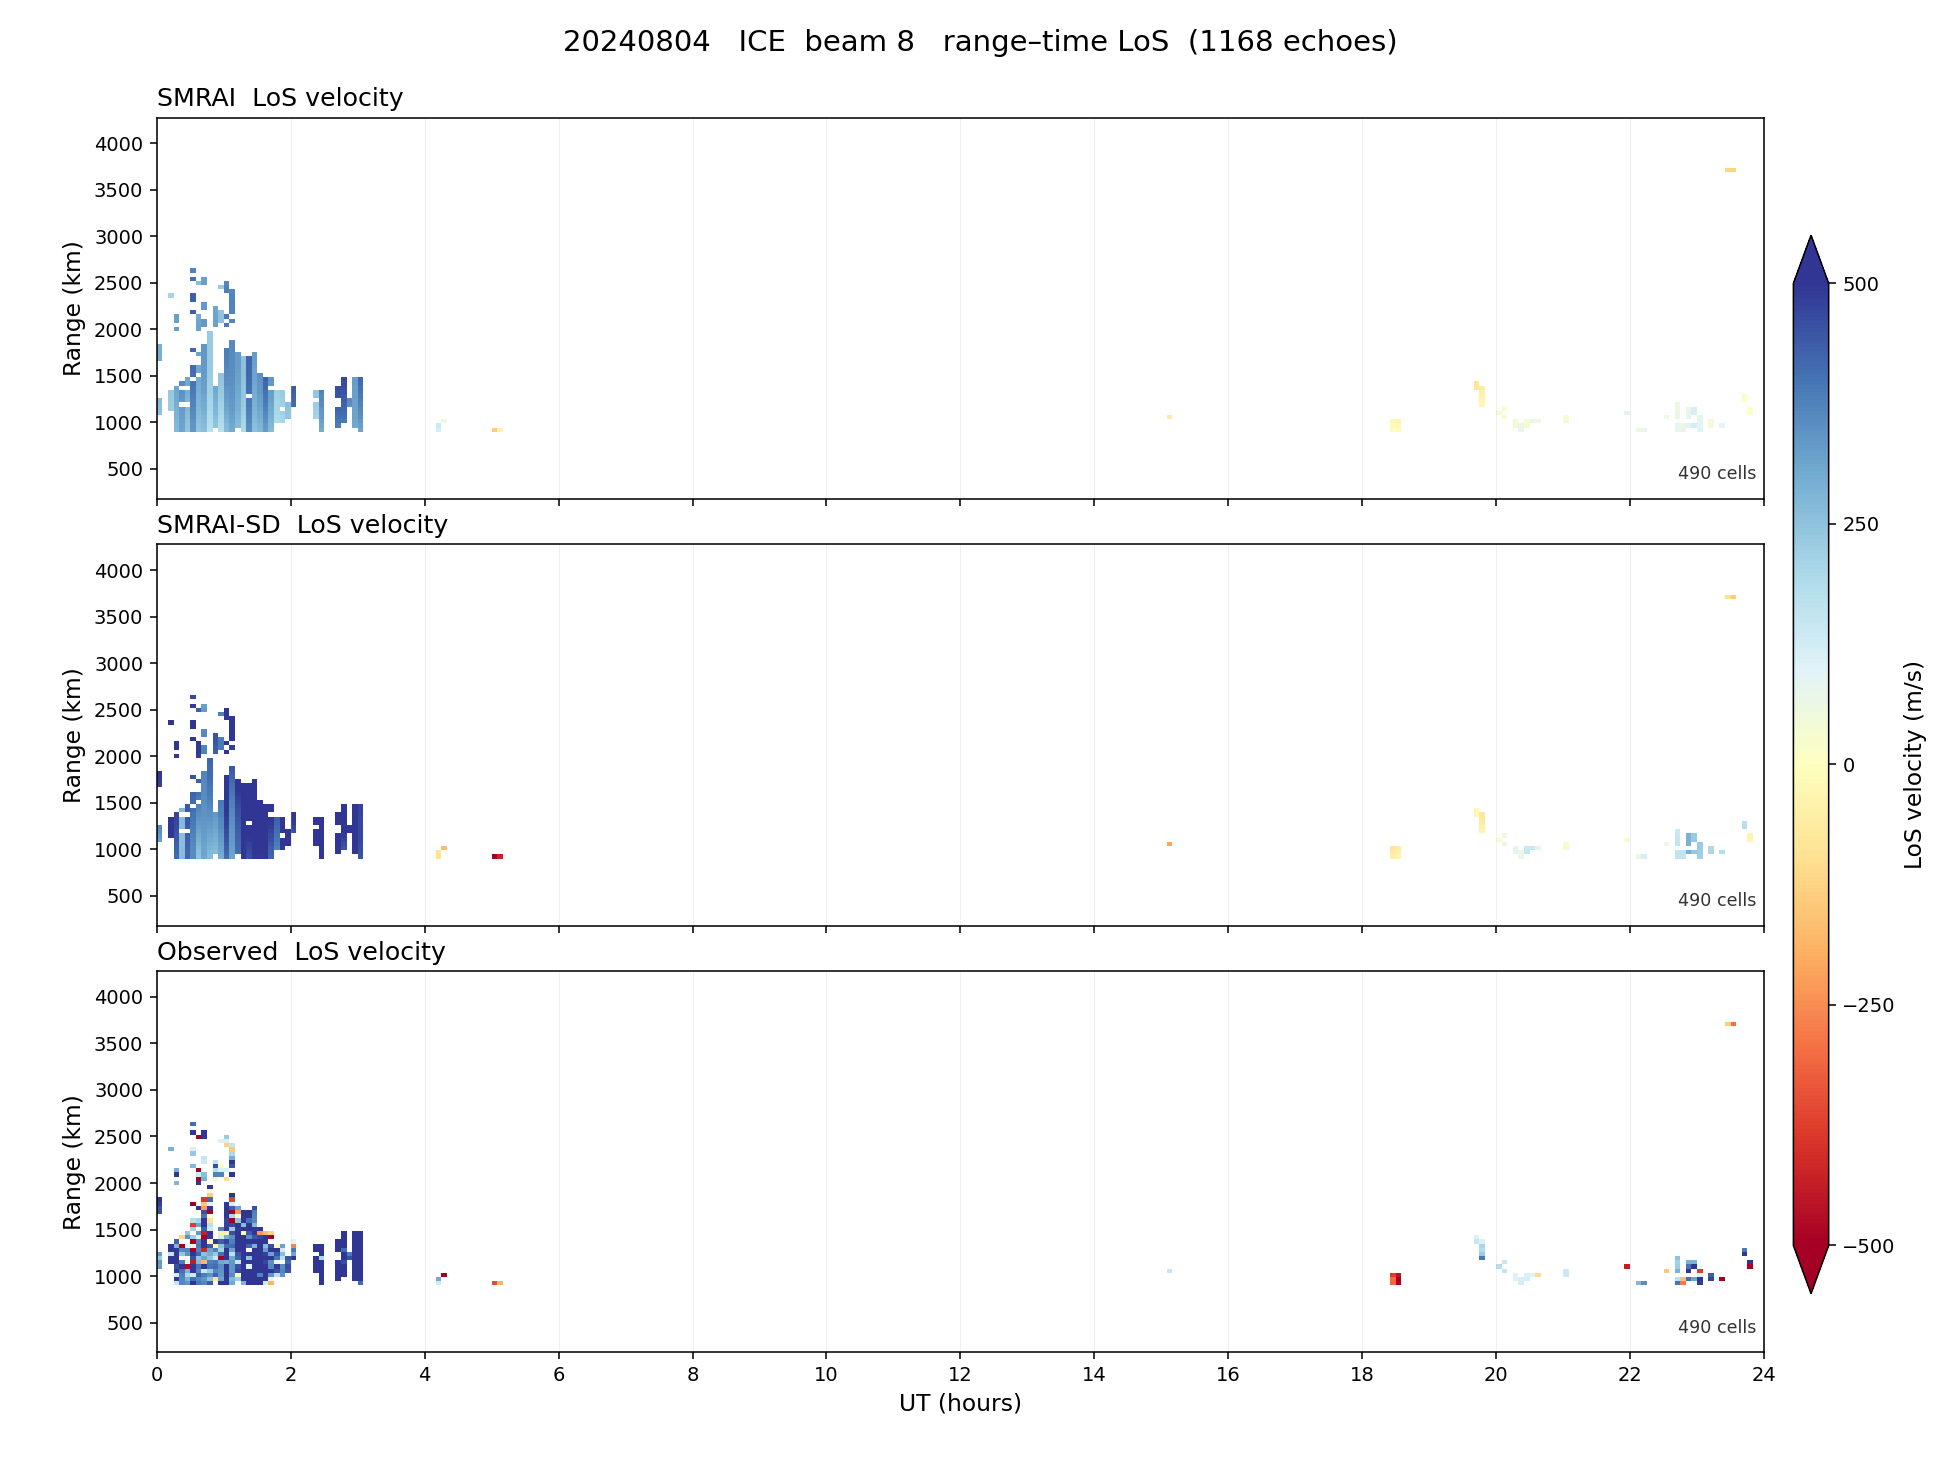 20240804   ICE  beam 8   range–time LoS  (1168 echoes)
SMRAI  LoS velocity
4000
3500
3000
2500
2000
1500
1000
500
Range (km)
490 cells
SMRAI-SD  LoS velocity
4000
3500
3000
2500
2000
1500
1000
500
Range (km)
490 cells
Observed  LoS velocity
4000
3500
3000
2500
2000
1500
1000
500
Range (km)
490 cells
0 2 4 6 8 10 12 14 16 18 20 22 24
UT (hours)
500
250
0
−250
−500
LoS velocity (m/s)